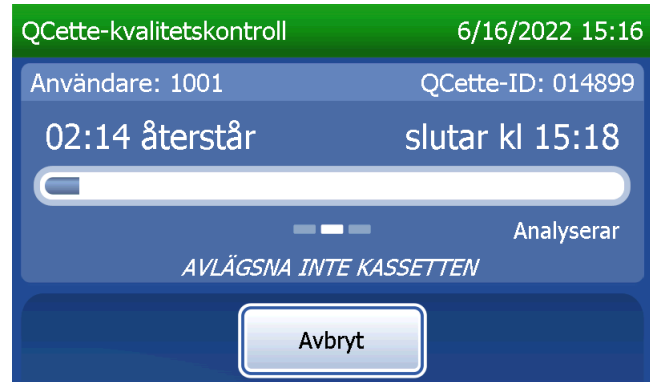 QCette-kvalitetskontroll 6/16/2022 15:16
Användare: 1001 QCette-ID: 014899
02:14 återstår slutar kl 15:18
Analyserar
AVLÄGSNA INTE KASSETTEN
Avbryt